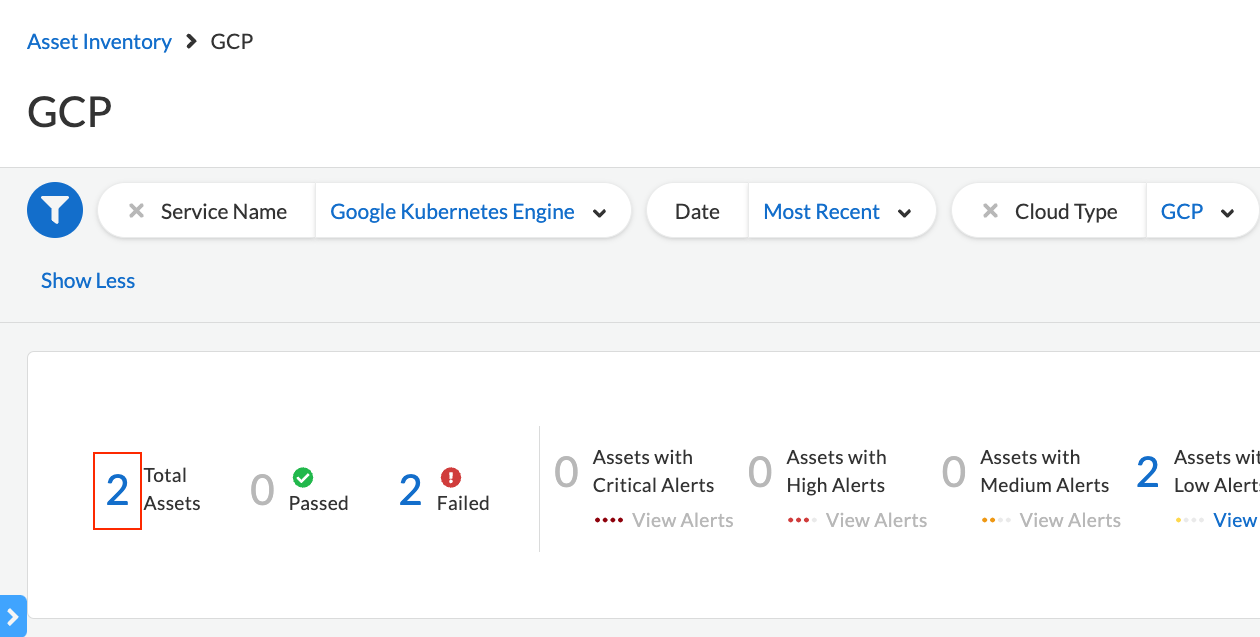 Asset Inventory > GCP
GCP
Service Name Google Kubernetes Engine Date Most Recent Cloud Type GCP
Show Less
2 Total Assets
0 Passed
2 Failed
0 Assets with Critical Alerts
View Alerts
0 Assets with High Alerts
View Alerts
0 Assets with Medium Alerts
View Alerts
2 Assets wit
Low Alert
View